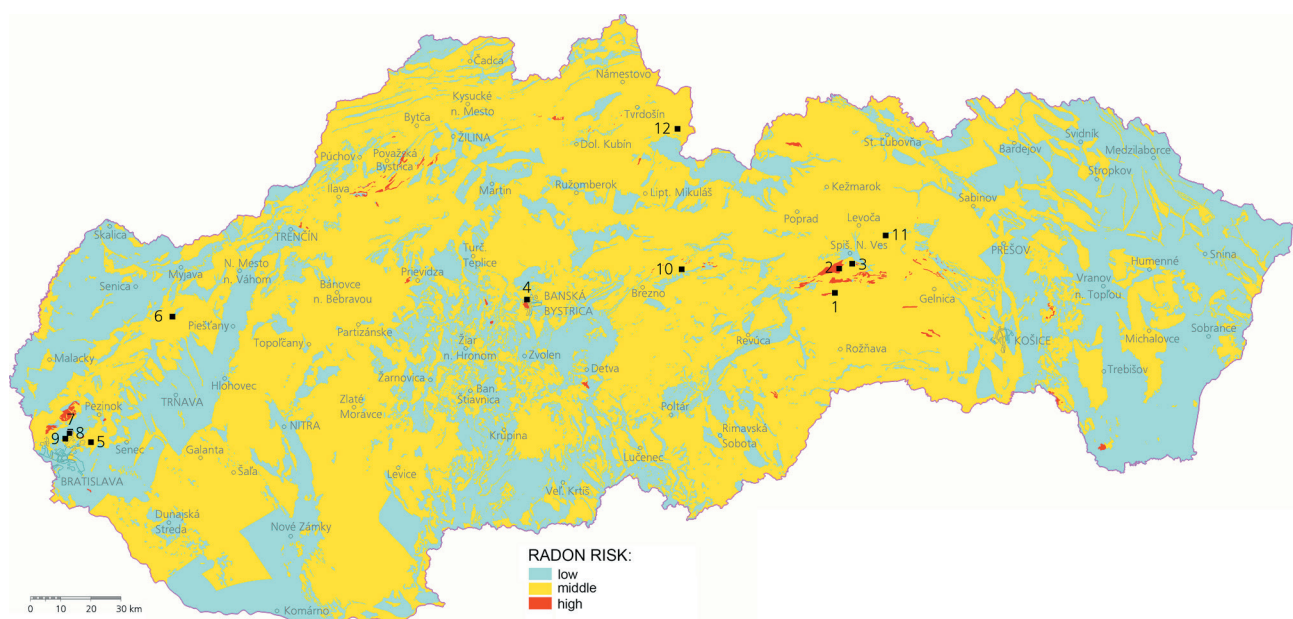 Čadca
Námestovo
Kysucké
n. Mesto
Tvrdošín
Bytča
12
ŽILINA
Dol. Kubín
St. Ľubovňa
Svidník
Bardejov
Medzilaborce
Púchov
Považská
Bystrica
Stropkov
Ilava
Martin
Ružomberok
Lipt. Mikuláš
Kežmarok
Sabinov
Poprad
Levoča
Skalica
TRENČÍN
11
Turč.
Teplice
Spiš. N. Ves
PREŠOV
Snina
Myjava
N. Mesto
n. Váhom
Prievidza
10
2
3
Humenné
Senica
Bánovce
n. Bebravou
4
BANSKÁ
BYSTRICA
Brezno
1
Gelnica
Vranov
n. Topľou
6
Piešťany
Partizánske
Topoľčany
Žiar
n. Hronom
Zvolen
Revúca
Rožňava
KOŠICE
Michalovce
Sobrance
Malacky
Hlohovec
Žarnovica
Detva
Trebišov
TRNAVA
Ban.
Štiavnica
Pezinok
Zlaté
Moravce
Poltár
7
8
9
5
Senec
NITRA
Krupina
Rimavská
Sobota
Galanta
Lučenec
BRATISLAVA
Šaľa
Levice
Veľ. Krtíš
Dunajská
Streda
Nové Zámky
Komárno
RADON RISK:
low
middle
high
0 10 20 30 km